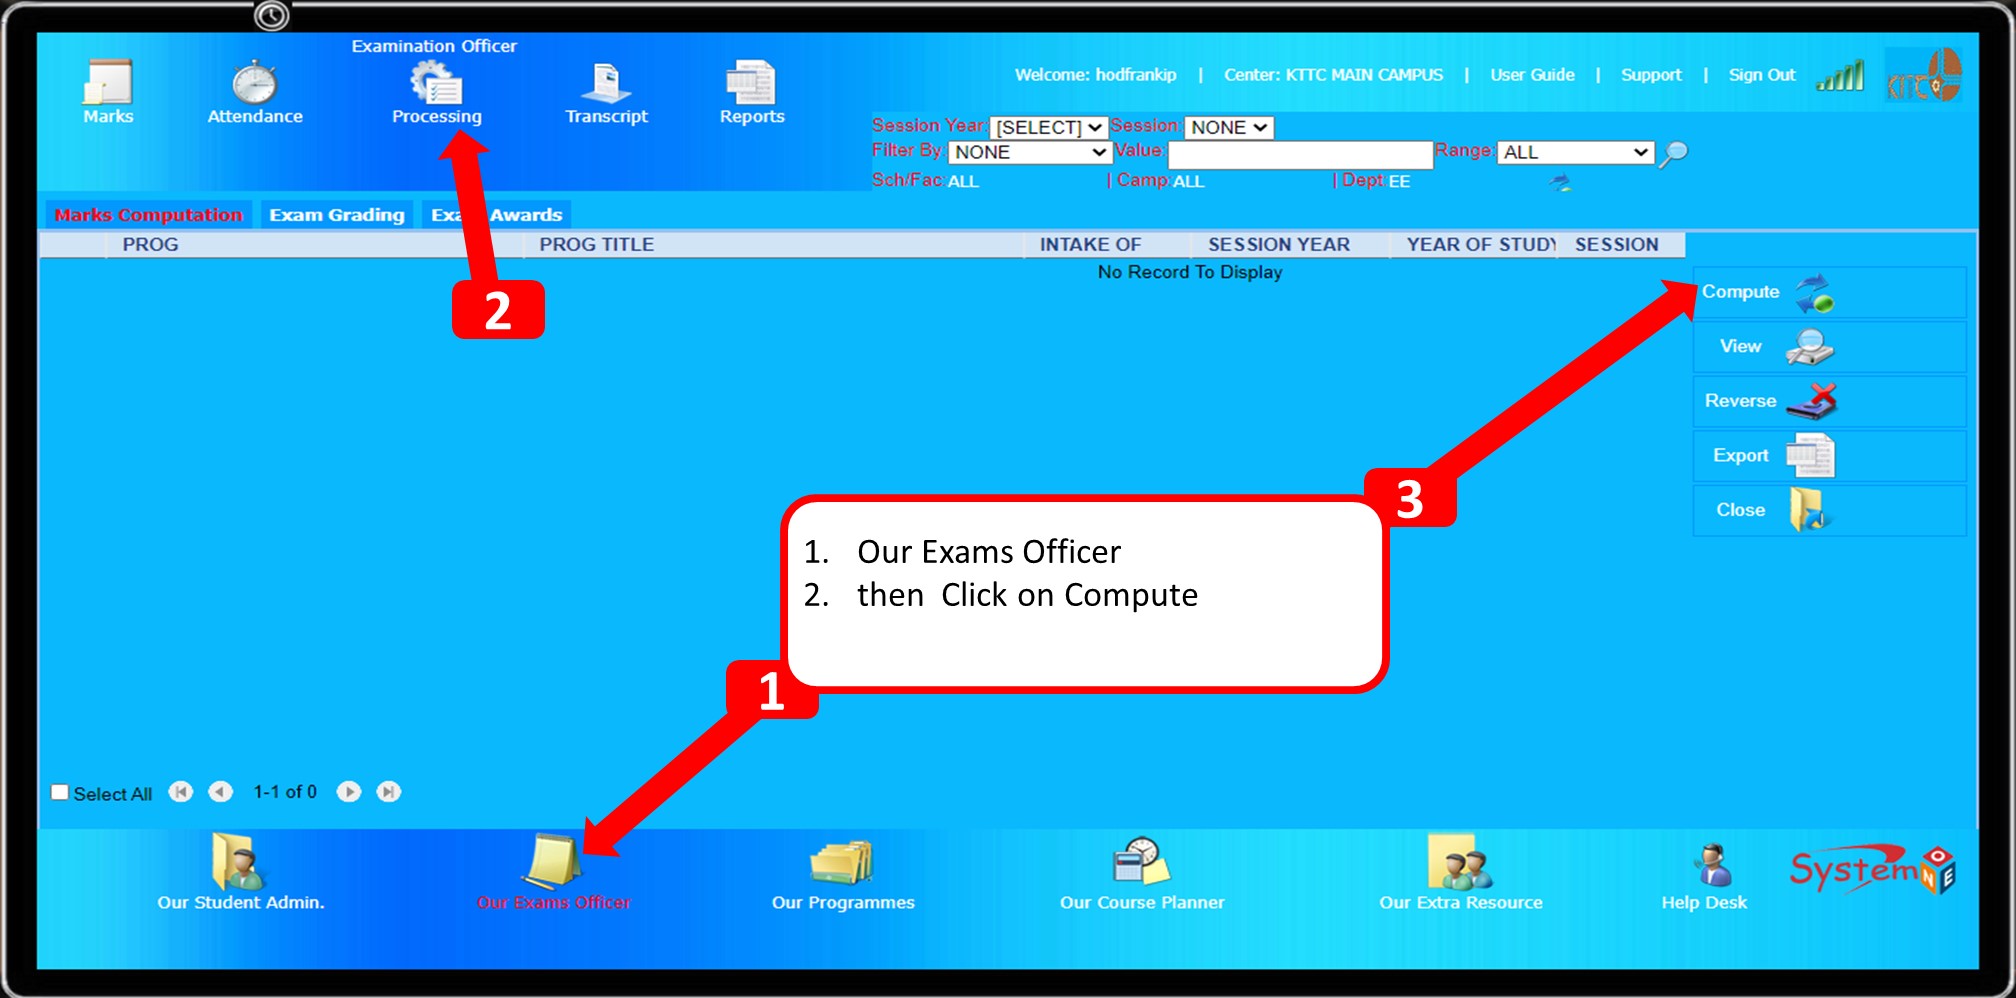 Examination Officer
Marks
Attendance
Processing
Transcript
Reports
Welcome: hodfrankip | Center: KTTC MAIN CAMPUS | User Guide | Support | Sign Out
KTTC
Session Year: [SELECT] Session: NONE
Filter By: NONE Value: Range: ALL
Sch/Fac: ALL | Camp: ALL | Dept: EE
Marks Computation Exam Grading Exa Awards
PROG PROG TITLE INTAKE OF SESSION YEAR YEAR OF STUDY SESSION
No Record To Display
2
Compute
View
Reverse
Export
Close
3
1. Our Exams Officer
2. then Click on Compute
1
Select All 1-1 of 0
Our Student Admin.
Our Exams Officer
Our Programmes
Our Course Planner
Our Extra Resource
Help Desk
System ONE